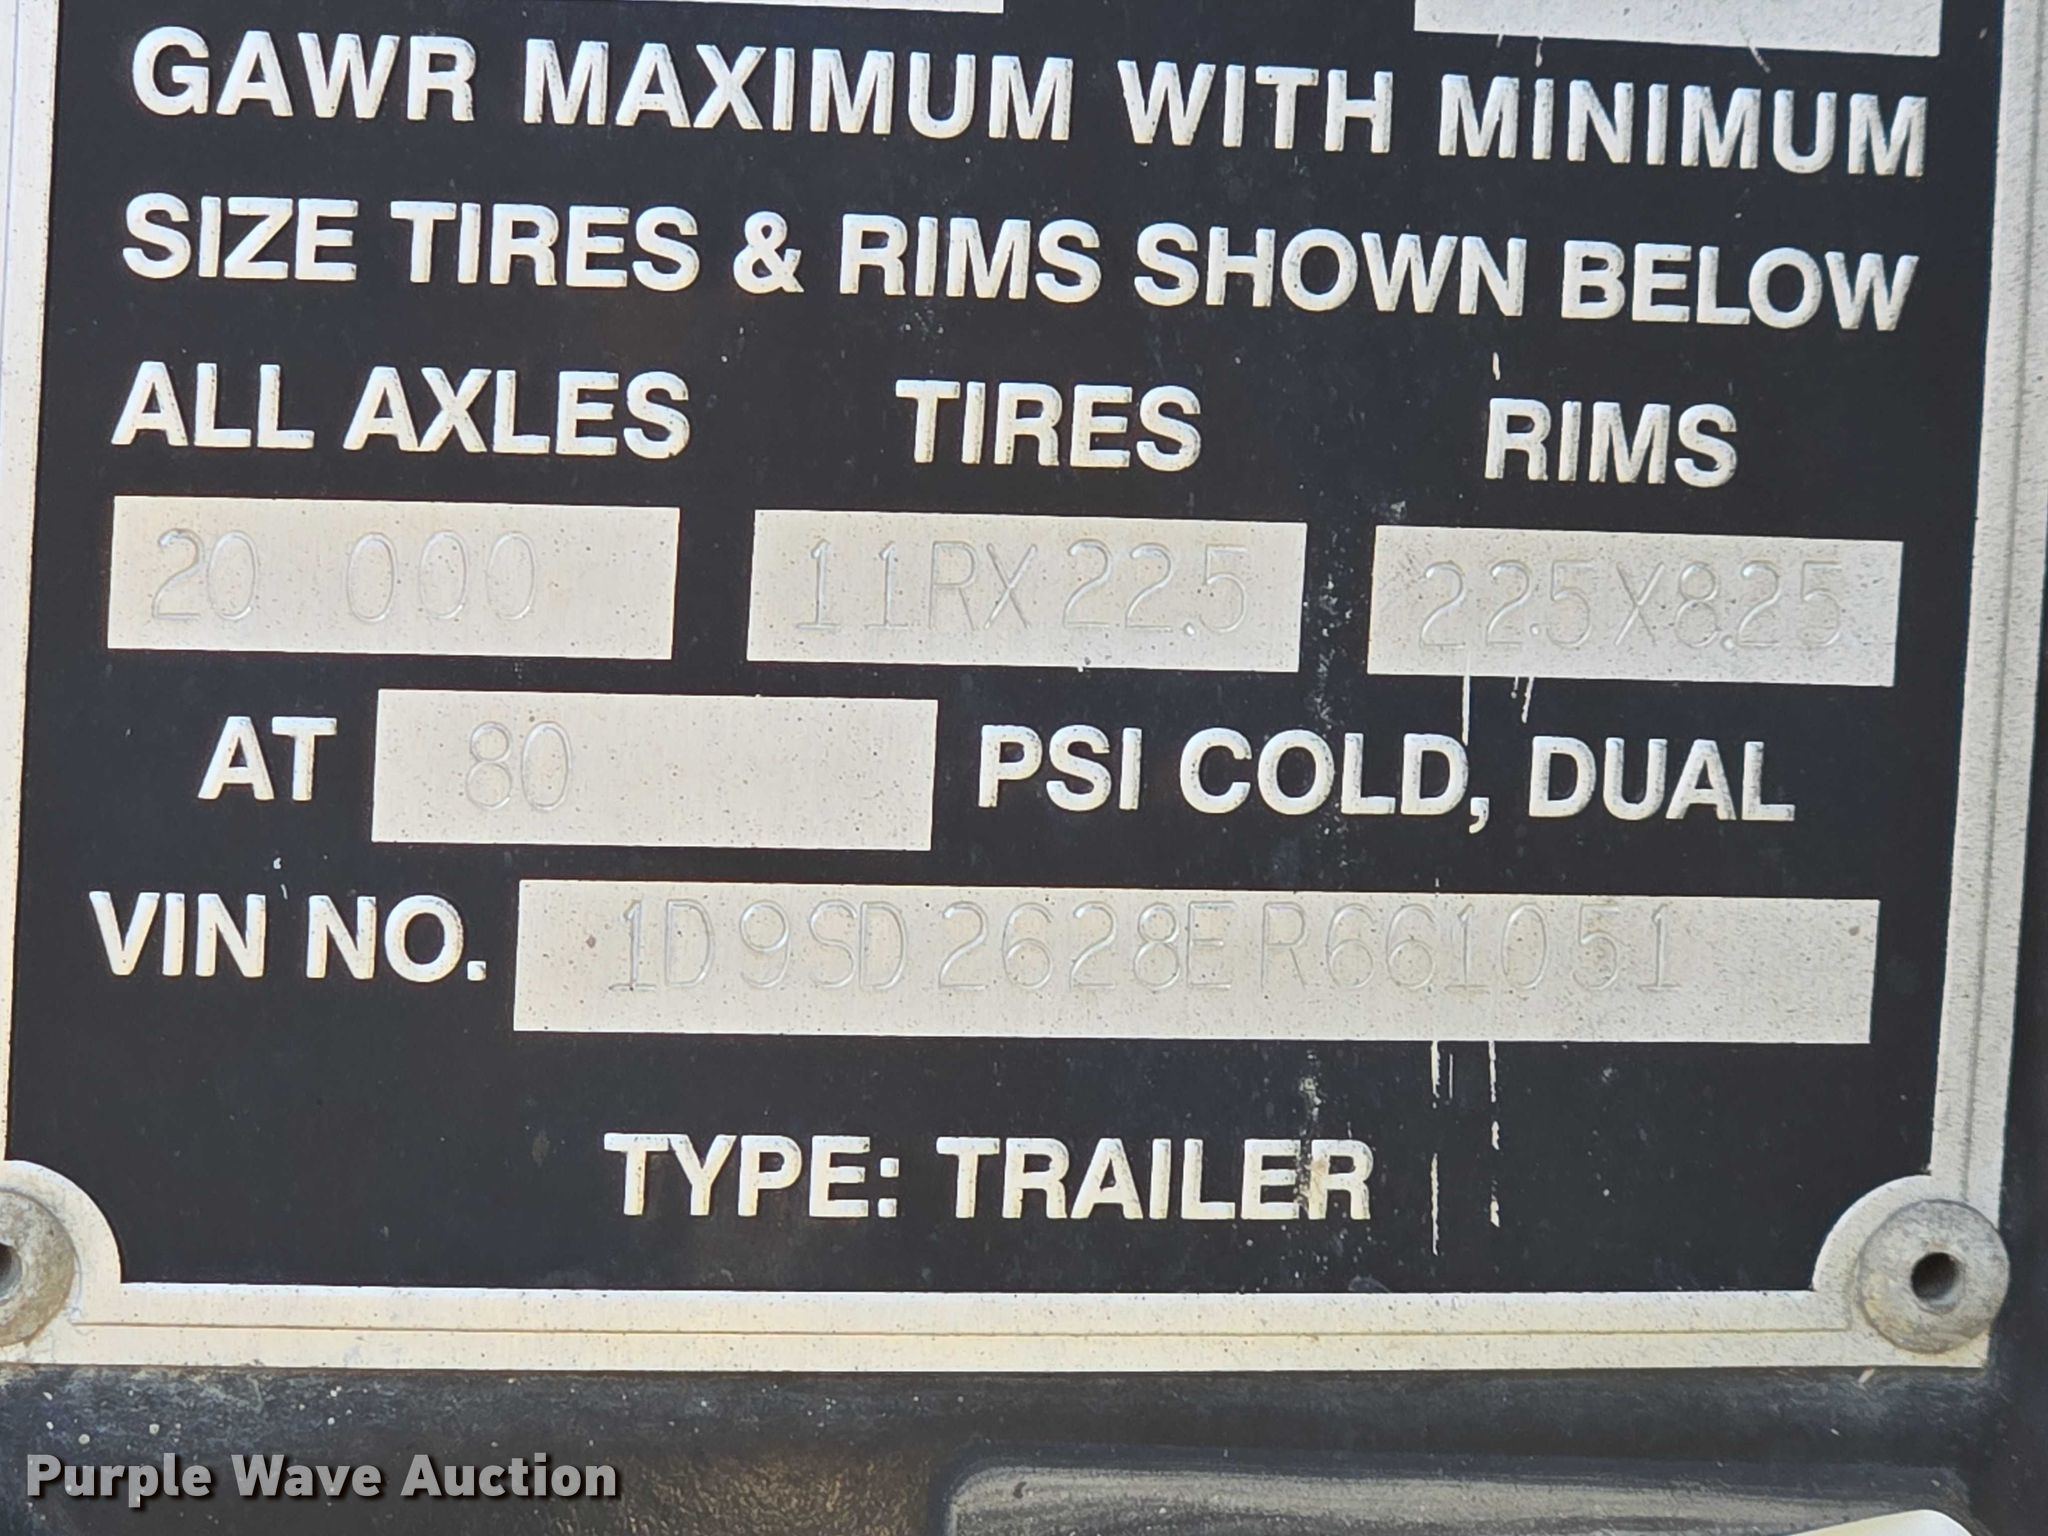 GAWR MAXIMUM WITH MINIMUM
SIZE TIRES & RIMS SHOWN BELOW
ALL AXLES TIRES RIMS
20 000 11RX22.5 22.5X8.25
AT 80 PSI COLD, DUAL
VIN NO. 1D9SD2628ER661051
TYPE: TRAILER
Purple Wave Auction